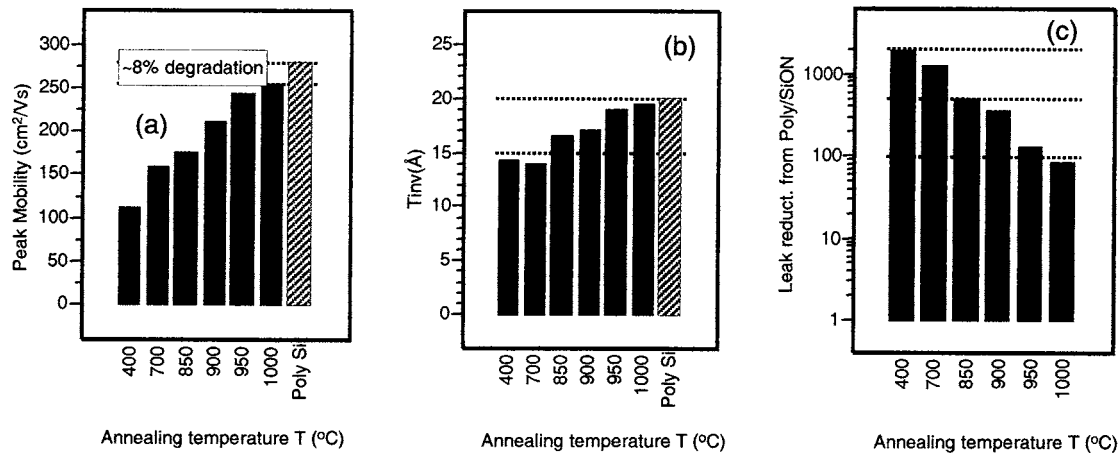 300
250
200
150
100
50
0
~8% degradation
(a)
Peak Mobility (cm²/Vs)
400
700
850
900
950
1000
Poly Si
Annealing temperature T (ºC)
25
20
15
10
5
0
(b)
Tinv(Å)
400
700
850
900
950
1000
Poly Si
Annealing temperature T (ºC)
1000
100
10
1
(c)
Leak reduct. from Poly/SiON
400
700
850
900
950
1000
Annealing temperature T (ºC)